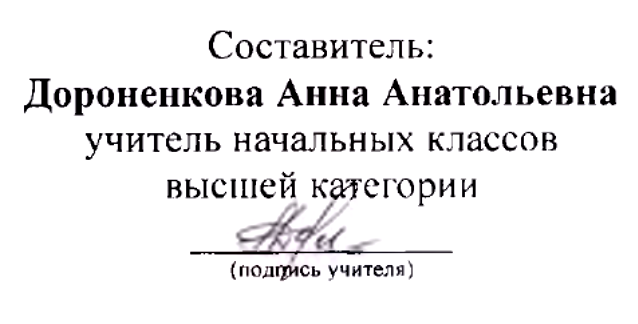 Составитель:
Дороненкова Анна Анатольевна
учитель начальных классов
высшей категории
(подпись учителя)